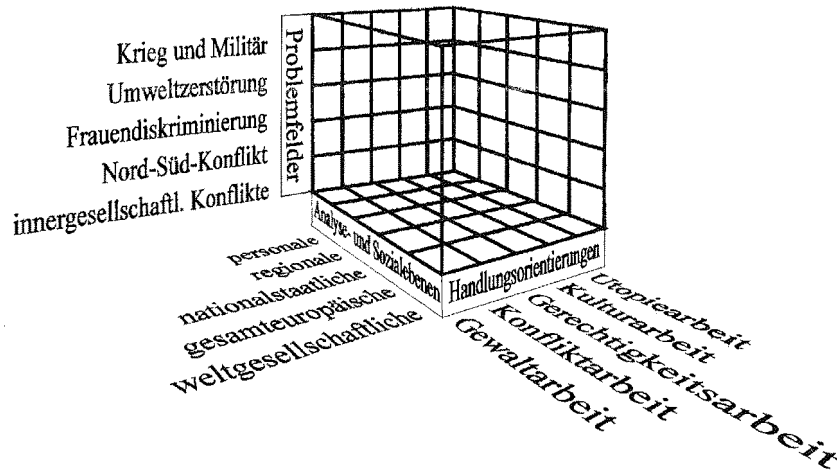 Krieg und Militär
Umweltzerstörung
Frauendiskriminierung
Nord-Süd-Konflikt
innergesellschaftl. Konflikte
Problemfelder
Analyse- und Sozialebenen
Handlungsorientierungen
personale
regionale
nationalstaatliche
gesamteuropäische
weltgesellschaftliche
Utopiearbeit
Kulturarbeit
Gerechtigkeitsarbeit
Konfliktarbeit
Gewaltarbeit